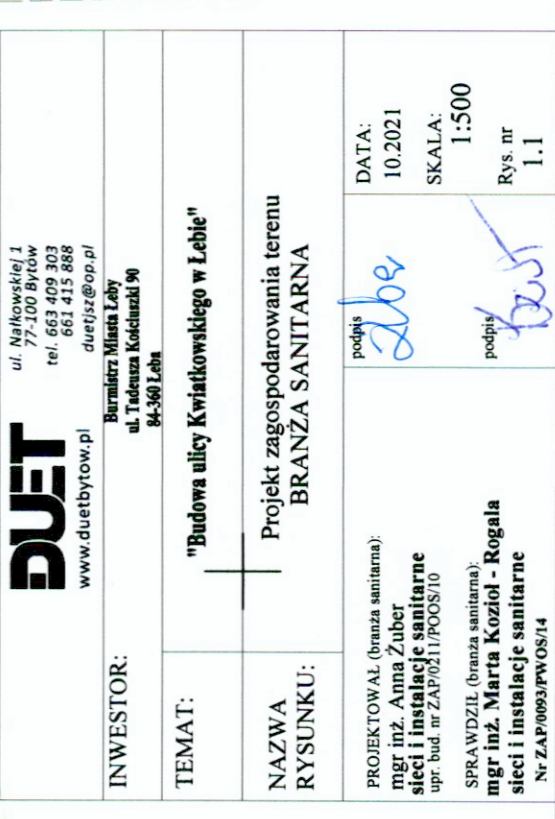 DUET
www.duetbytow.pl
ul. Nałkowskiej 1
77-100 Bytów
tel. 663 409 303
661 415 888
duetjsz@op.pl
INWESTOR:
Burmistrz Miasta Łeby
ul. Tadeusza Kościuszki 90
84-360 Łeba
TEMAT:
"Budowa ulicy Kwiatkowskiego w Łebie"
NAZWA
RYSUNKU:
Projekt zagospodarowania terenu
BRANŻA SANITARNA
PROJEKTOWAŁ (branża sanitarna):
mgr inż. Anna Żuber
sieci i instalacje sanitarne
upr. bud. nr ZAP/0211/POOS/10
podpis
SPRAWDZIŁ (branża sanitarna):
mgr inż. Marta Kozioł - Rogala
sieci i instalacje sanitarne
Nr ZAP/0093/PWOS/14
podpis
DATA:
10.2021
SKALA:
1:500
Rys. nr
1.1